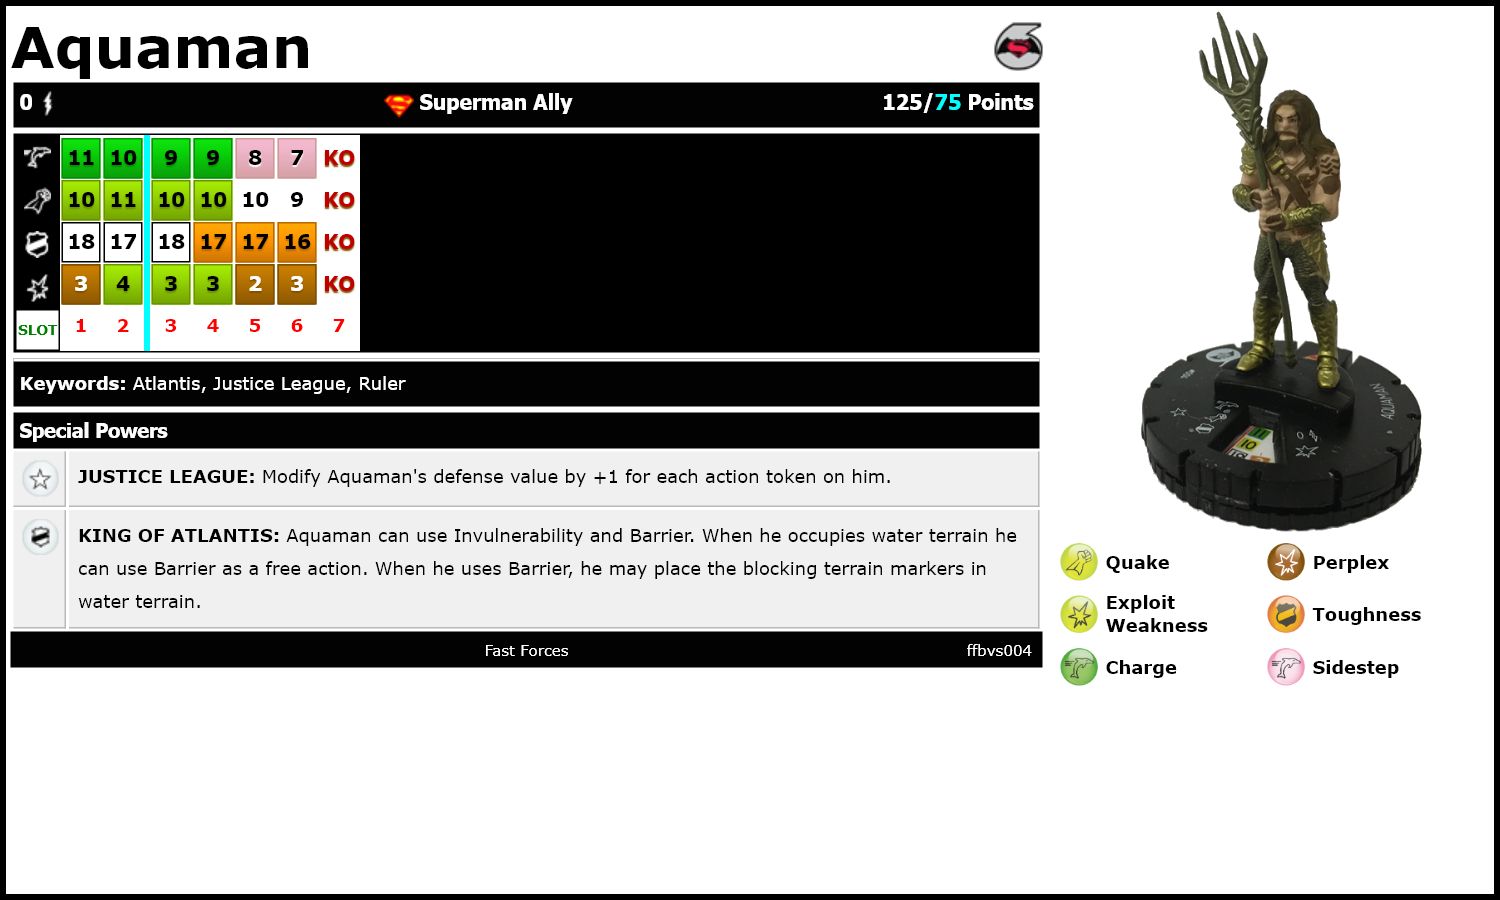 Aquaman
0 Superman Ally 125/75 Points
11 10 9 9 8 7 KO
10 11 10 10 10 9 KO
18 17 18 17 17 16 KO
3 4 3 3 2 3 KO
SLOT 1 2 3 4 5 6 7
Keywords: Atlantis, Justice League, Ruler
Special Powers
JUSTICE LEAGUE: Modify Aquaman's defense value by +1 for each action token on him.
KING OF ATLANTIS: Aquaman can use Invulnerability and Barrier. When he occupies water terrain he
can use Barrier as a free action. When he uses Barrier, he may place the blocking terrain markers in
water terrain.
Fast Forces ffbvs004
AQUAMAN
11
10
Quake Perplex
Exploit
Weakness
Toughness
Charge Sidestep